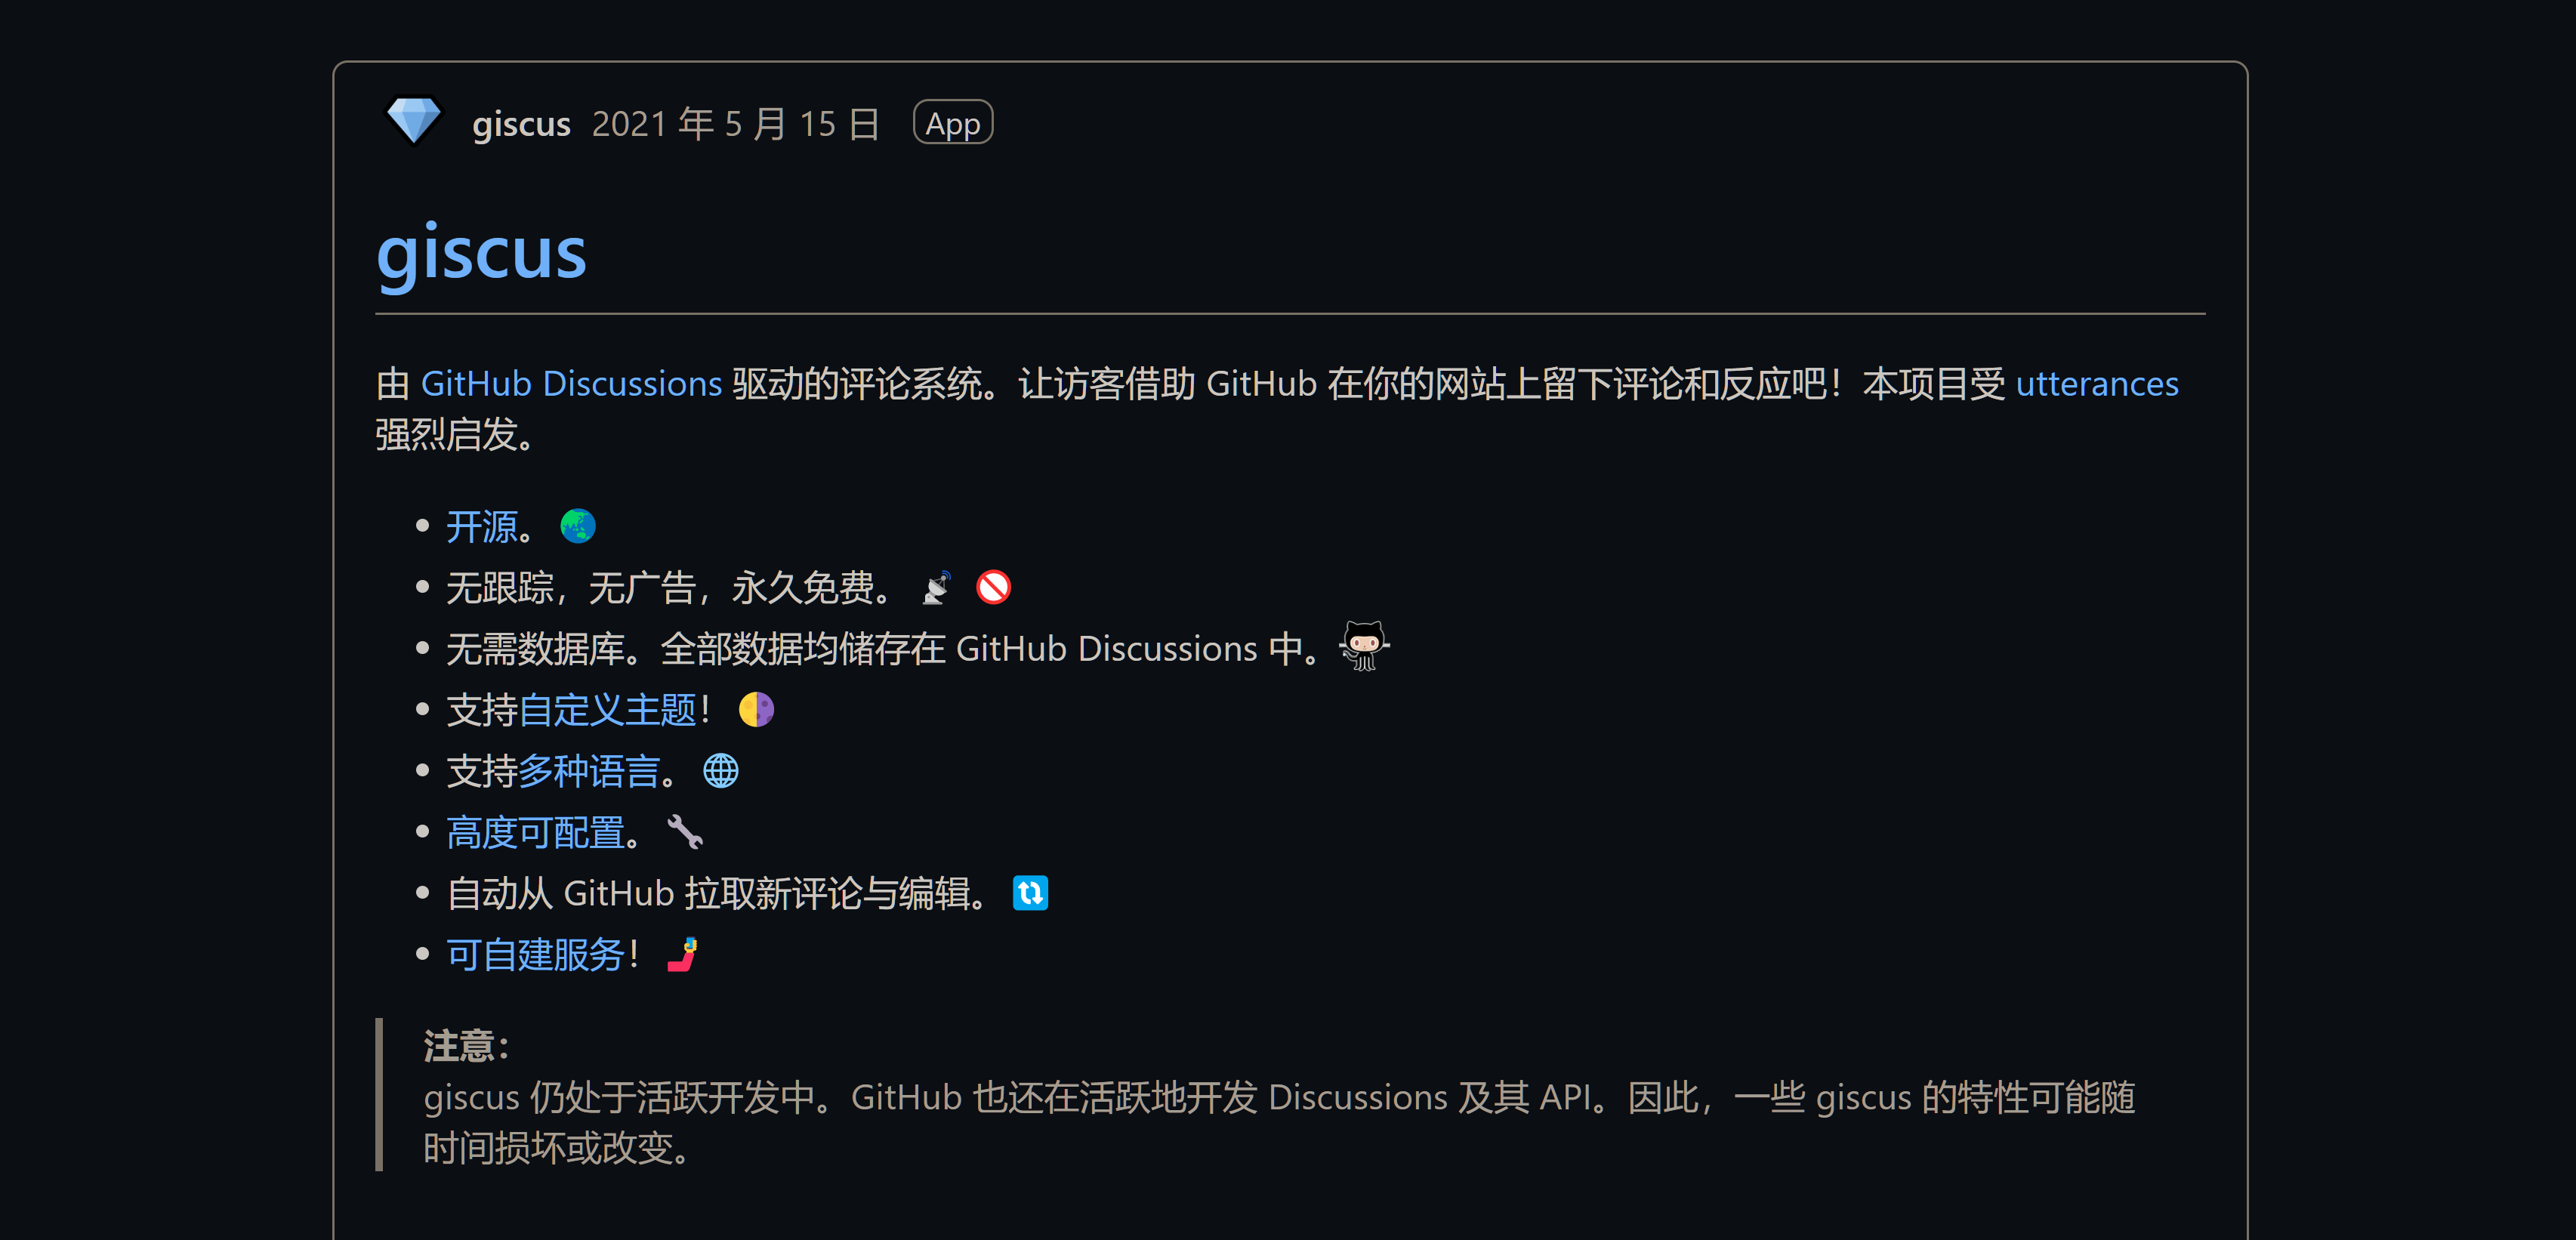 giscus 2021 年 5 月 15 日 App
giscus
由 GitHub Discussions 驱动的评论系统。让访客借助 GitHub 在你的网站上留下评论和反应吧！本项目受 utterances
强烈启发。
开源。
无跟踪，无广告，永久免费。
无需数据库。全部数据均储存在 GitHub Discussions 中。
支持自定义主题！
支持多种语言。
高度可配置。
自动从 GitHub 拉取新评论与编辑。
可自建服务！
注意：
giscus 仍处于活跃开发中。GitHub 也还在活跃地开发 Discussions 及其 API。因此，一些 giscus 的特性可能随
时间损坏或改变。